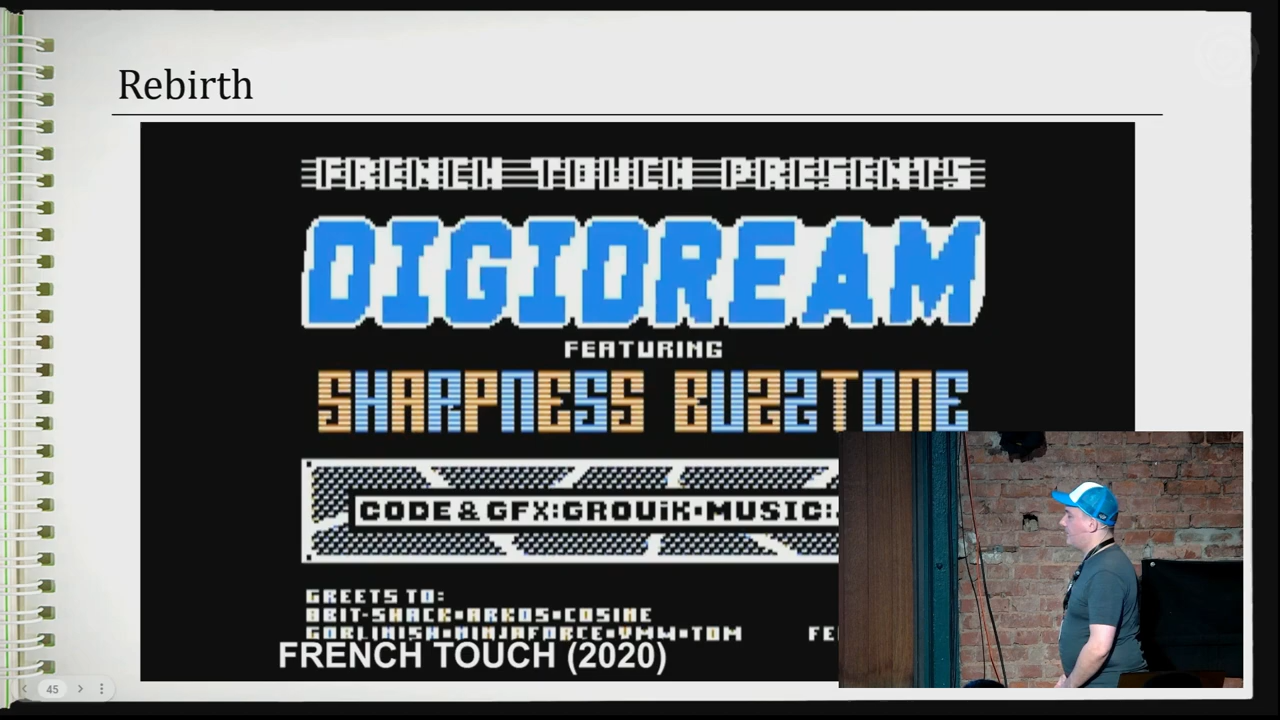 Rebirth
FRENCH TOUCH PRESENTS
DIGIDREAM
FEATURING
SHARPNESS BUZZTONE
CODE & GFX:GROUiK•MUSIC:
GREETS TO:
8BIT-SHACK•ARKOS•COSINE
GOBLINISH•NINJAFORCE•VMW•TOM
FRENCH TOUCH (2020)
45